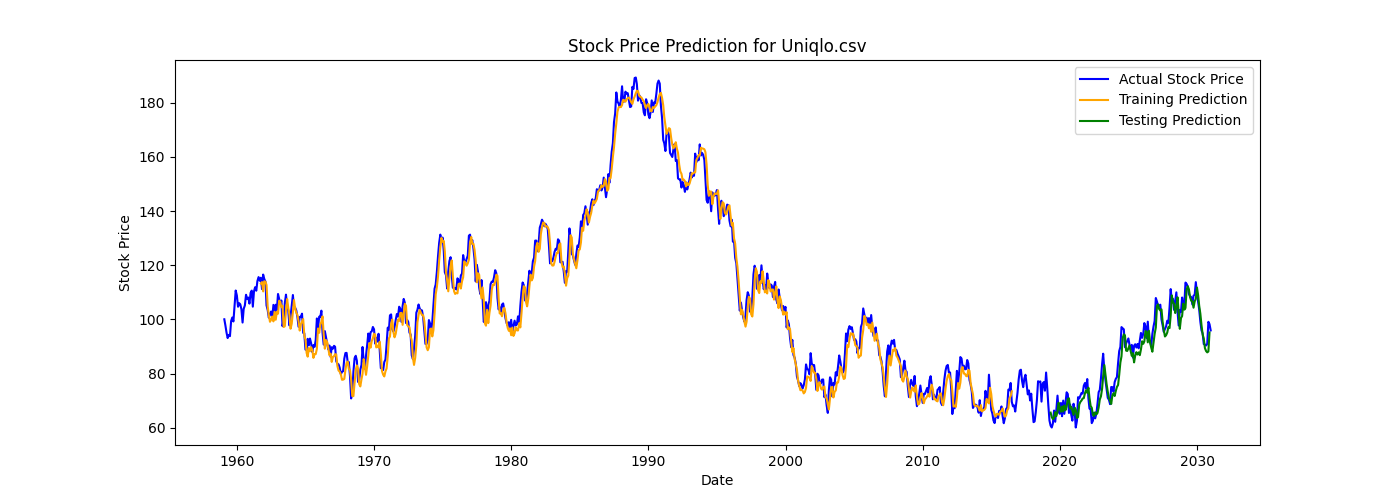 Stock Price Prediction for Uniqlo.csv
Actual Stock Price
Training Prediction
Testing Prediction
Stock Price
180
160
140
120
100
80
60
1960 1970 1980 1990 2000 2010 2020 2030
Date